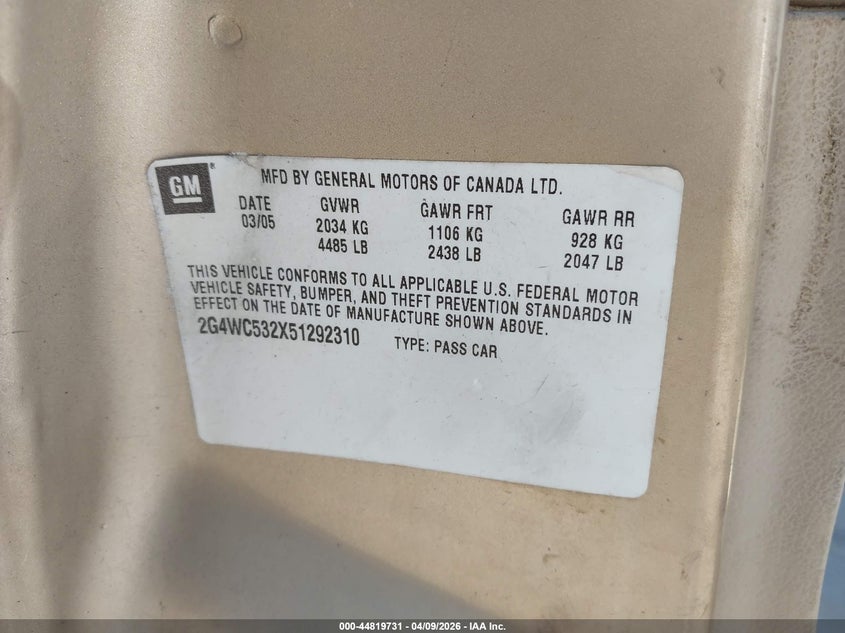 GM®
MFD BY GENERAL MOTORS OF CANADA LTD.
DATE GVWR GAWR FRT GAWR RR
03/05 2034 KG 1106 KG 928 KG
4485 LB 2438 LB 2047 LB
THIS VEHICLE CONFORMS TO ALL APPLICABLE U.S. FEDERAL MOTOR
VEHICLE SAFETY, BUMPER, AND THEFT PREVENTION STANDARDS IN
EFFECT ON THE DATE OF MANUFACTURE SHOWN ABOVE.
2G4WC532X51292310 TYPE: PASS CAR
000-44819731 | 04/09/2026 | IAA Inc.